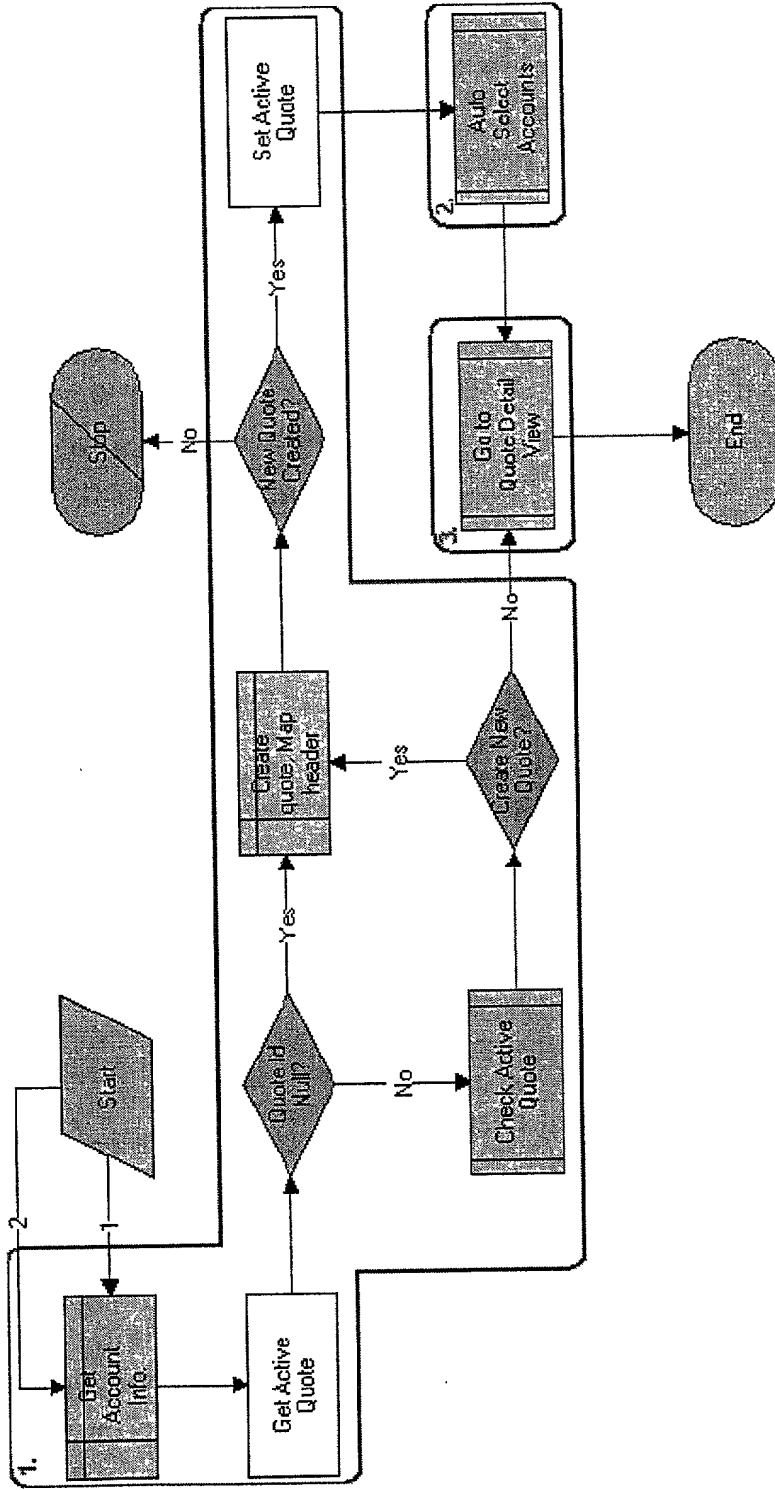 1.
Get
Account
Info.
2
1
Start
Get Active
Quote
Quote Id
Null?
Yes
No
Check Active
Quote
Create
quote, Map
header
Yes
Create New
Quote?
No
New Quote
Created?
No
Stop
Yes
Set Active
Quote
2.
Auto
Select
Accounts
3.
Go to
Quote Detail
View
End